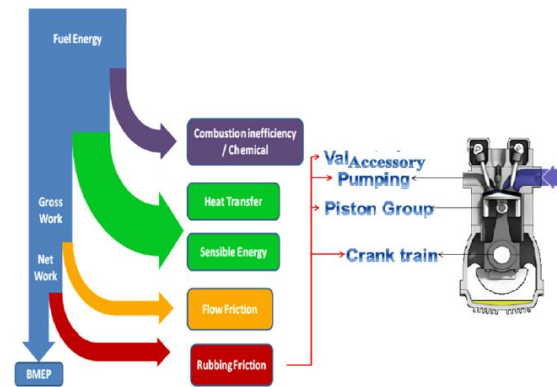 Fuel Energy
Combustion inefficiency
/ Chemical
Heat Transfer
Sensible Energy
Flow Friction
Rubbing Friction
Gross
Work
Net
Work
BMEP
Accessory
Pumping
Piston Group
Crank train